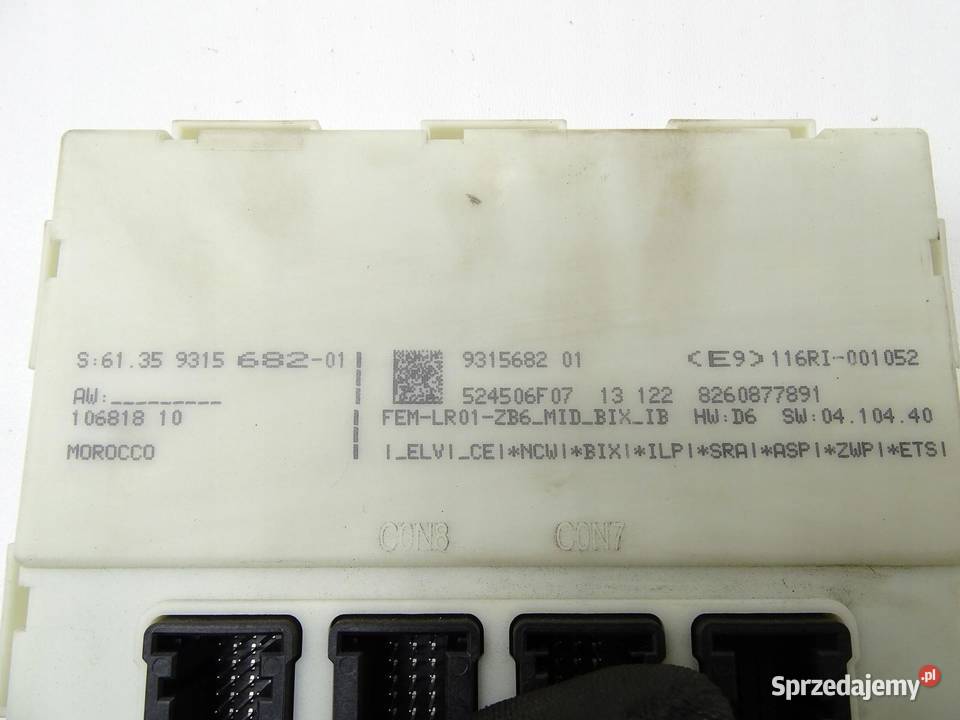 S:61.35 9315 682-01
AW:_________
106818 10
MOROCCO
9315682 01 <E9>116RI-001052
524506F07 13 122 8260877891
FEM-LR01-ZB6_MID_BIX_IB HW:D6 SW:04.104.40
|_ELV|_CE|*NCW|*BIX|*ILP|*SRA|*ASP|*ZWP|*ETS|
CON8 CON7
Sprzedajemy.pl